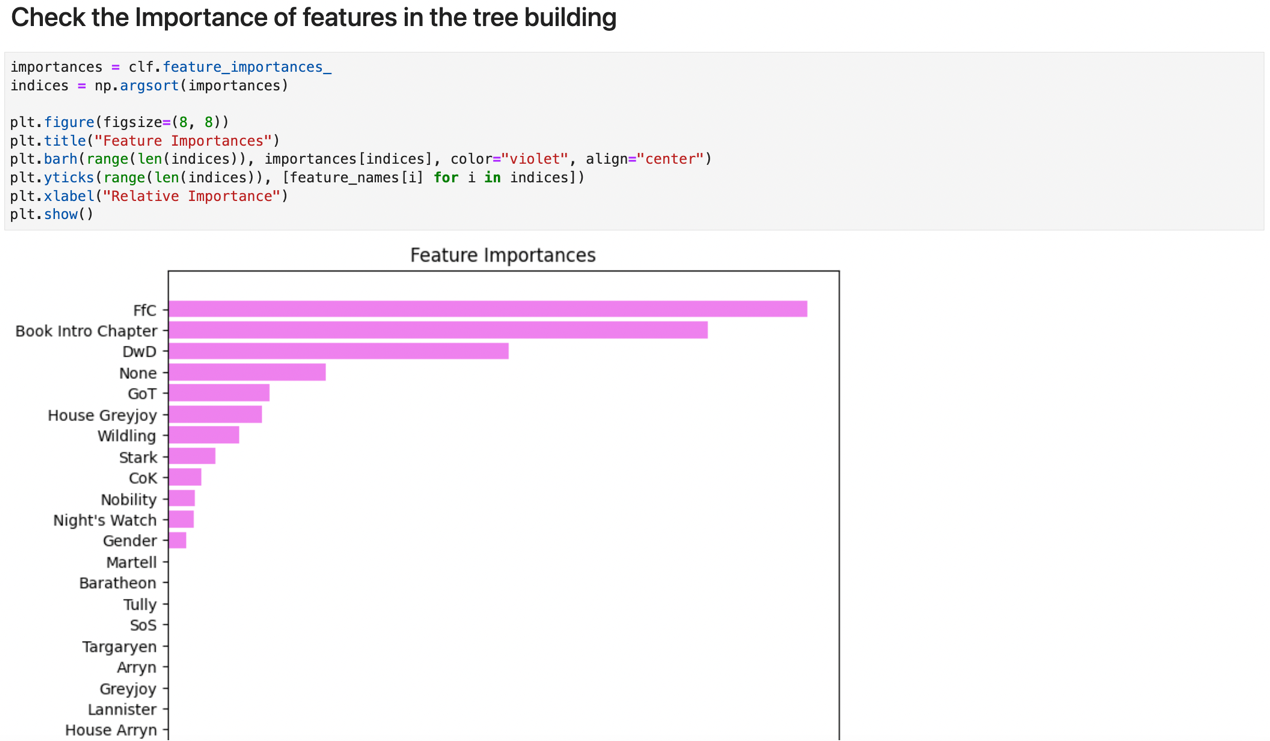 Check the Importance of features in the tree building
importances = clf.feature_importances_
indices = np.argsort(importances)
plt.figure(figsize=(8, 8))
plt.title("Feature Importances")
plt.barh(range(len(indices)), importances[indices], color="violet", align="center")
plt.yticks(range(len(indices)), [feature_names[i] for i in indices])
plt.xlabel("Relative Importance")
plt.show()
Feature Importances
FfC
Book Intro Chapter
DwD
None
GoT
House Greyjoy
Wildling
Stark
CoK
Nobility
Night's Watch
Gender
Martell
Baratheon
Tully
SoS
Targaryen
Arryn
Greyjoy
Lannister
House Arryn